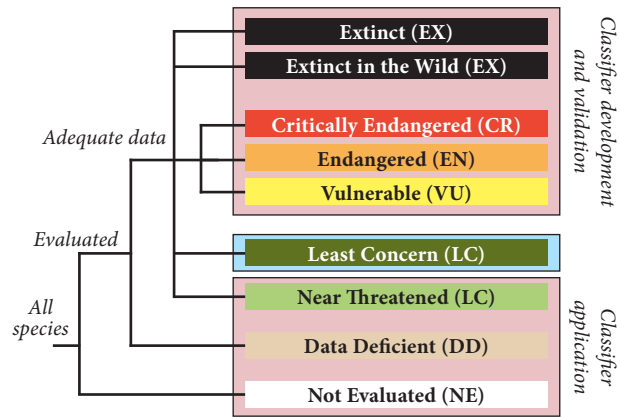 Extinct (EX)
Extinct in the Wild (EX)
Critically Endangered (CR)
Endangered (EN)
Vulnerable (VU)
Least Concern (LC)
Near Threatened (LC)
Data Deficient (DD)
Not Evaluated (NE)
Adequate data
Evaluated
All
species
Classifier development
and validation
Classifier
application